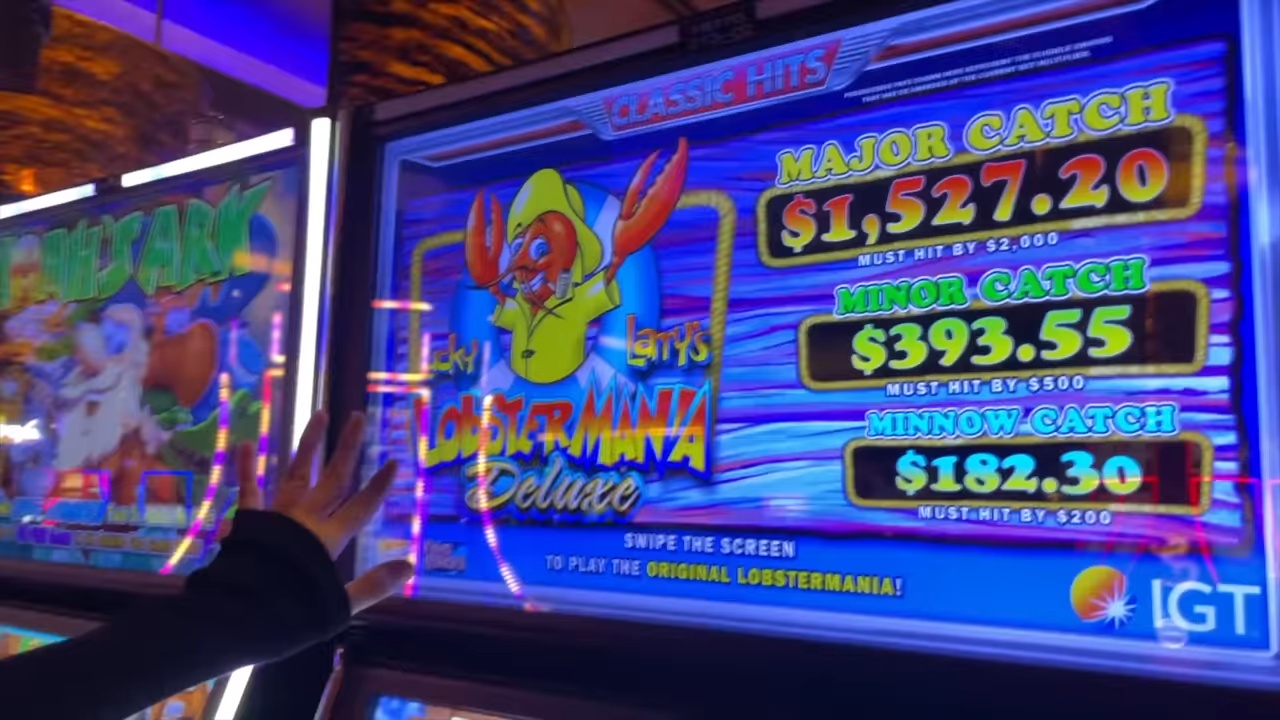 CLASSIC HITS
MAJOR CATCH
$1,527.20
MUST HIT BY $2,000
MINOR CATCH
$393.55
MUST HIT BY $500
MINNOW CATCH
$182.30
MUST HIT BY $200
Larry's
LOBSTERMANIA
Deluxe
SWIPE THE SCREEN
TO PLAY THE ORIGINAL LOBSTERMANIA!
IGT
ARK